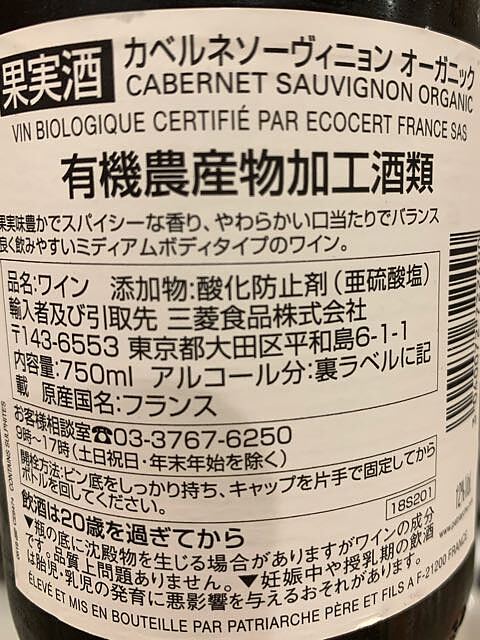 果実酒
カベルネソーヴィニョン オーガニック
CABERNET SAUVIGNON ORGANIC
VIN BIOLOGIQUE CERTIFIÉ PAR ECOCERT FRANCE SAS
有機農産物加工酒類
果実味豊かでスパイシーな香り、やわらかい口当たりでバランス
良く飲みやすいミディアムボディタイプのワイン。
品名:ワイン 添加物:酸化防止剤(亜硫酸塩)
輸入者及び引取先 三菱食品株式会社
〒143-6553 東京都大田区平和島6-1-1
内容量:750ml アルコール分:裏ラベルに記
載 原産国名:フランス
お客様相談室☎03-3767-6250
9時~17時(土日祝日・年末年始を除く)
開栓方法:ビン底をしっかり持ち、キャップを片手で固定してから
ボトルを回してください。
18S201
飲酒は20歳を過ぎてから
▼瓶の底に沈殿物を生じる場合がありますがワインの成分
です。品質上問題ありません。▼妊娠中や授乳期の飲酒
は胎児・乳児の発育に悪影響を与えるおそれがあります。
ÉLEVÉ ET MIS EN BOUTEILLE PAR PATRIARCHE PÈRE ET FILS A F-21200 FRANCE
CONTAINS SULPHITES
12%